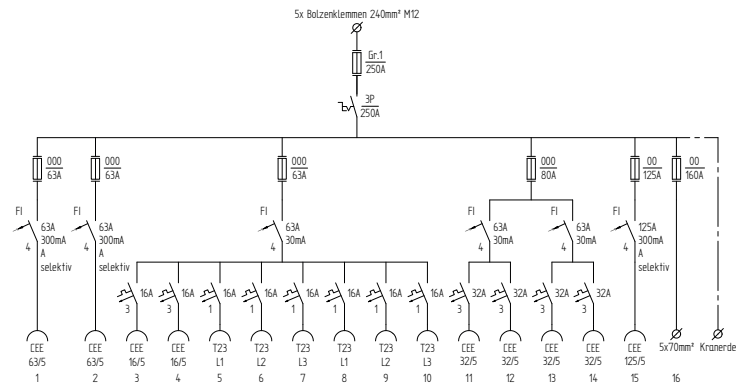 5x Bolzenklemmen 240mm² M12
Gr.1
250A
3P
250A
000 000 000 000 00 00
63A 63A 63A 80A 125A 160A
FI 63A FI 63A FI 63A FI 63A FI 63A FI 125A
300mA 300mA 30mA 30mA 30mA 300mA
4 A 4 A 4 4 4 4 A
selektiv selektiv selektiv
16A 16A 16A 16A 16A 16A 16A 16A 32A 32A 32A 32A
3 3 1 1 1 1 1 1 3 3 3 3
CEE CEE CEE CEE T23 T23 T23 T23 T23 T23 CEE CEE CEE CEE CEE 5x70mm² Kranerde
63/5 63/5 16/5 16/5 L1 L2 L3 L1 L2 L3 32/5 32/5 32/5 32/5 125/5
1 2 3 4 5 6 7 8 9 10 11 12 13 14 15 16